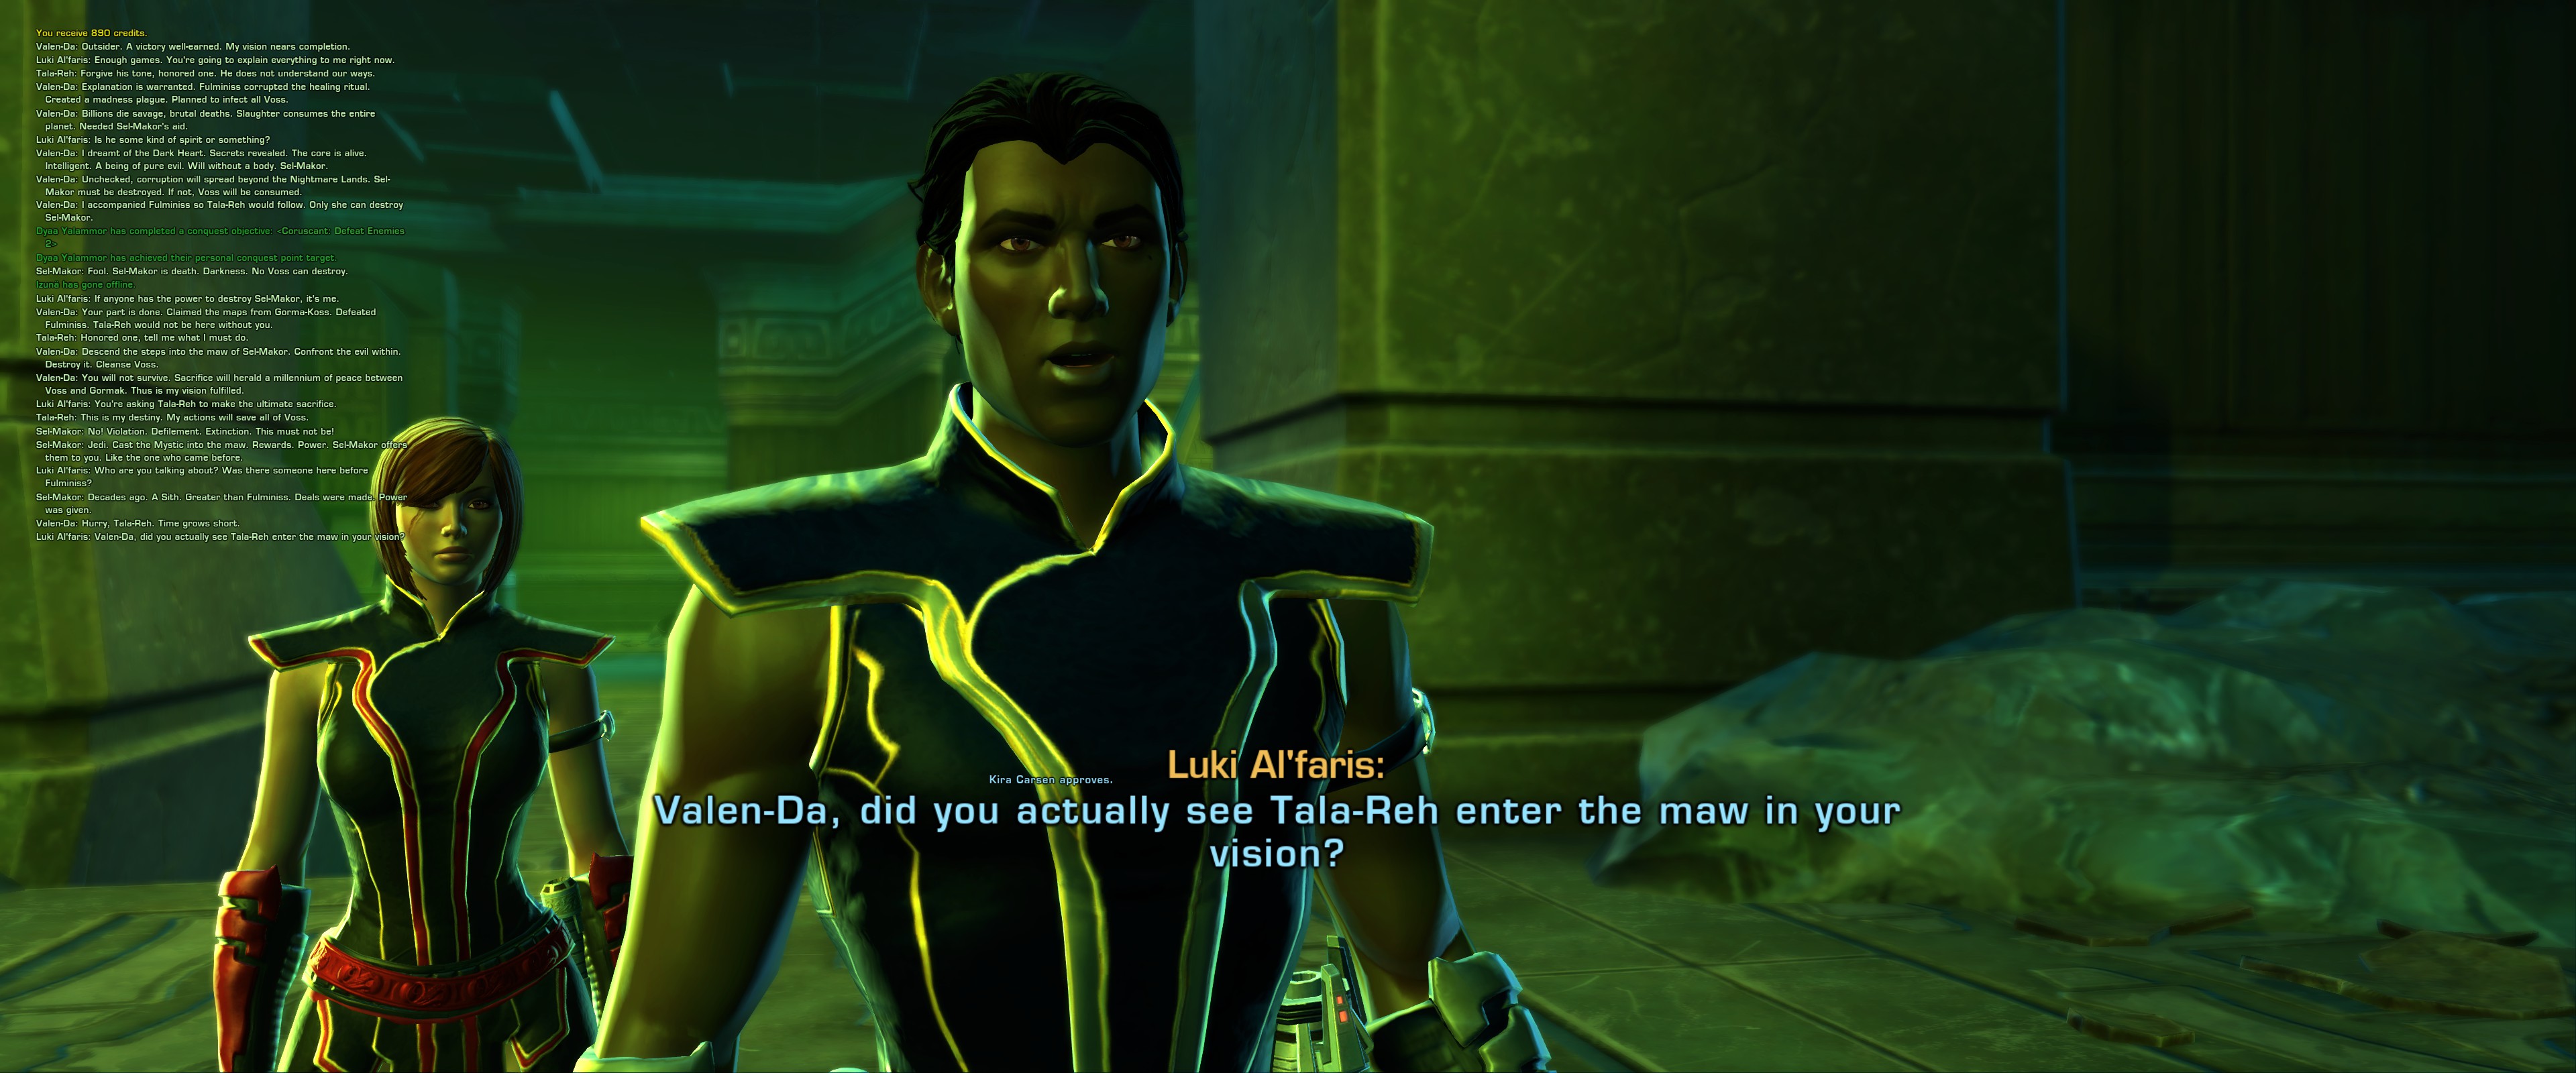 You receive 890 credits.
Valen-Da: Outsider. A victory well-earned. My vision nears completion.
Luki Al'faris: Enough games. You're going to explain everything to me right now.
Tala-Reh: Forgive his tone, honored one. He does not understand our ways.
Valen-Da: Explanation is warranted. Fulminiss corrupted the healing ritual.
Created a madness plague. Planned to infect all Voss.
Valen-Da: Billions die savage, brutal deaths. Slaughter consumes the entire
planet. Needed Sel-Makor's aid.
Luki Al'faris: Is he some kind of spirit or something?
Valen-Da: I dreamt of the Dark Heart. Secrets revealed. The core is alive.
Intelligent. A being of pure evil. Will without a body. Sel-Makor.
Valen-Da: Unchecked, corruption will spread beyond the Nightmare Lands. Sel-
Makor must be destroyed. If not, Voss will be consumed.
Valen-Da: I accompanied Fulminiss so Tala-Reh would follow. Only she can destroy
Sel-Makor.
Dyaa Yalammor has completed a conquest objective: <Coruscant: Defeat Enemies
2>
Dyaa Yalammor has achieved their personal conquest point target.
Sel-Makor: Fool. Sel-Makor is death. Darkness. No Voss can destroy.
Izuna has gone offline.
Luki Al'faris: If anyone has the power to destroy Sel-Makor, it's me.
Valen-Da: Your part is done. Claimed the maps from Gorma-Koss. Defeated
Fulminiss. Tala-Reh would not be here without you.
Tala-Reh: Honored one, tell me what I must do.
Valen-Da: Descend the steps into the maw of Sel-Makor. Confront the evil within.
Destroy it. Cleanse Voss.
Valen-Da: You will not survive. Sacrifice will herald a millennium of peace between
Voss and Gormak. Thus is my vision fulfilled.
Luki Al'faris: You're asking Tala-Reh to make the ultimate sacrifice.
Tala-Reh: This is my destiny. My actions will save all of Voss.
Sel-Makor: No! Violation. Defilement. Extinction. This must not be!
Sel-Makor: Jedi. Cast the Mystic into the maw. Rewards. Power. Sel-Makor offers
them to you. Like the one who came before.
Luki Al'faris: Who are you talking about? Was there someone here before
Fulminiss?
Sel-Makor: Decades ago. A Sith. Greater than Fulminiss. Deals were made. Power
was given.
Valen-Da: Hurry, Tala-Reh. Time grows short.
Luki Al'faris: Valen-Da, did you actually see Tala-Reh enter the maw in your vision?
Kira Carsen approves.
Luki Al'faris:
Valen-Da, did you actually see Tala-Reh enter the maw in your
vision?